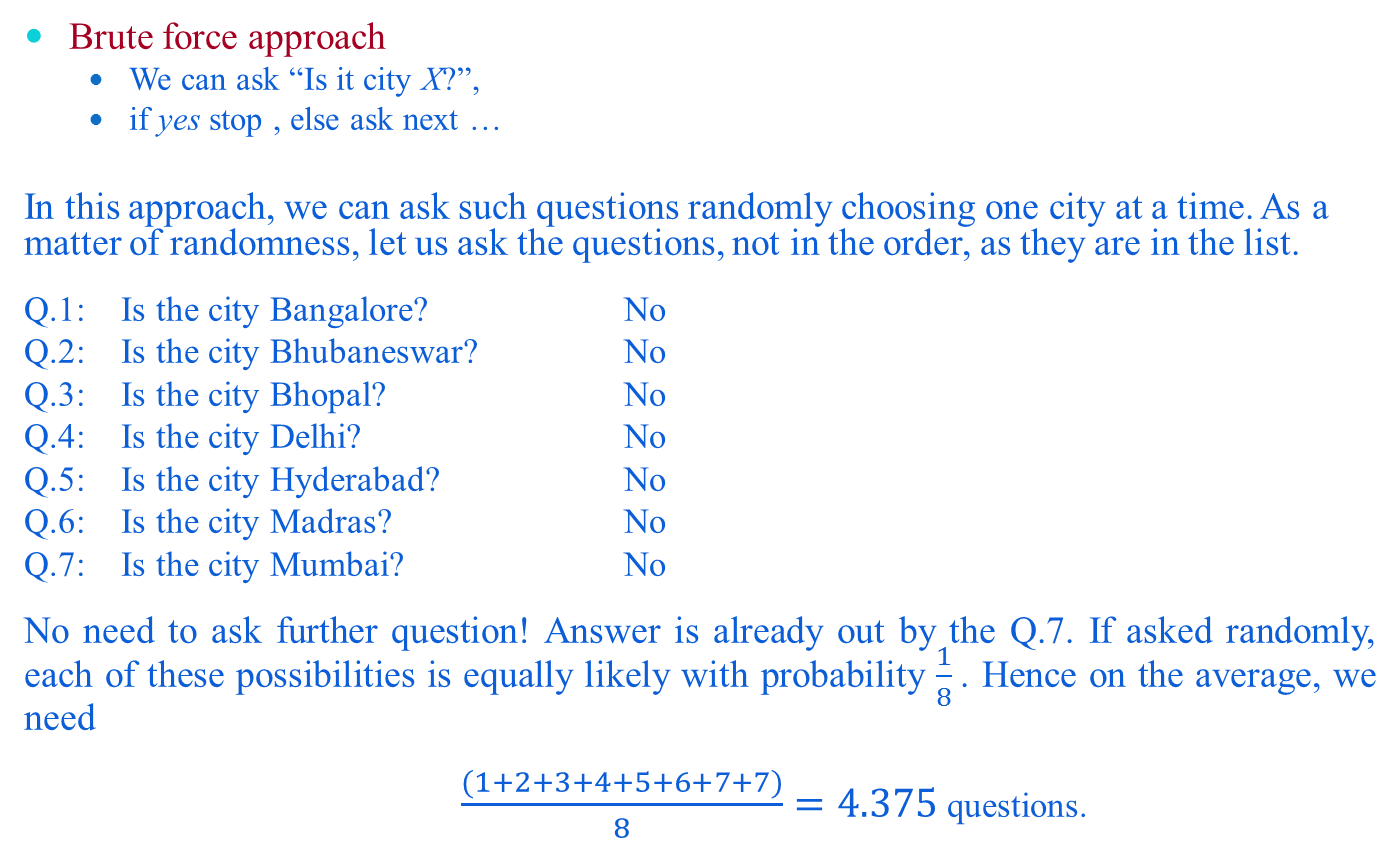 • Brute force approach
• We can ask “Is it city X?”,
• if yes stop , else ask next …
In this approach, we can ask such questions randomly choosing one city at a time. As a
matter of randomness, let us ask the questions, not in the order, as they are in the list.
Q.1: Is the city Bangalore? No
Q.2: Is the city Bhubaneswar? No
Q.3: Is the city Bhopal? No
Q.4: Is the city Delhi? No
Q.5: Is the city Hyderabad? No
Q.6: Is the city Madras? No
Q.7: Is the city Mumbai? No
No need to ask further question! Answer is already out by the Q.7. If asked randomly,
each of these possibilities is equally likely with probability 1/8 . Hence on the average, we
need
(1+2+3+4+5+6+7+7)/8 = 4.375 questions.